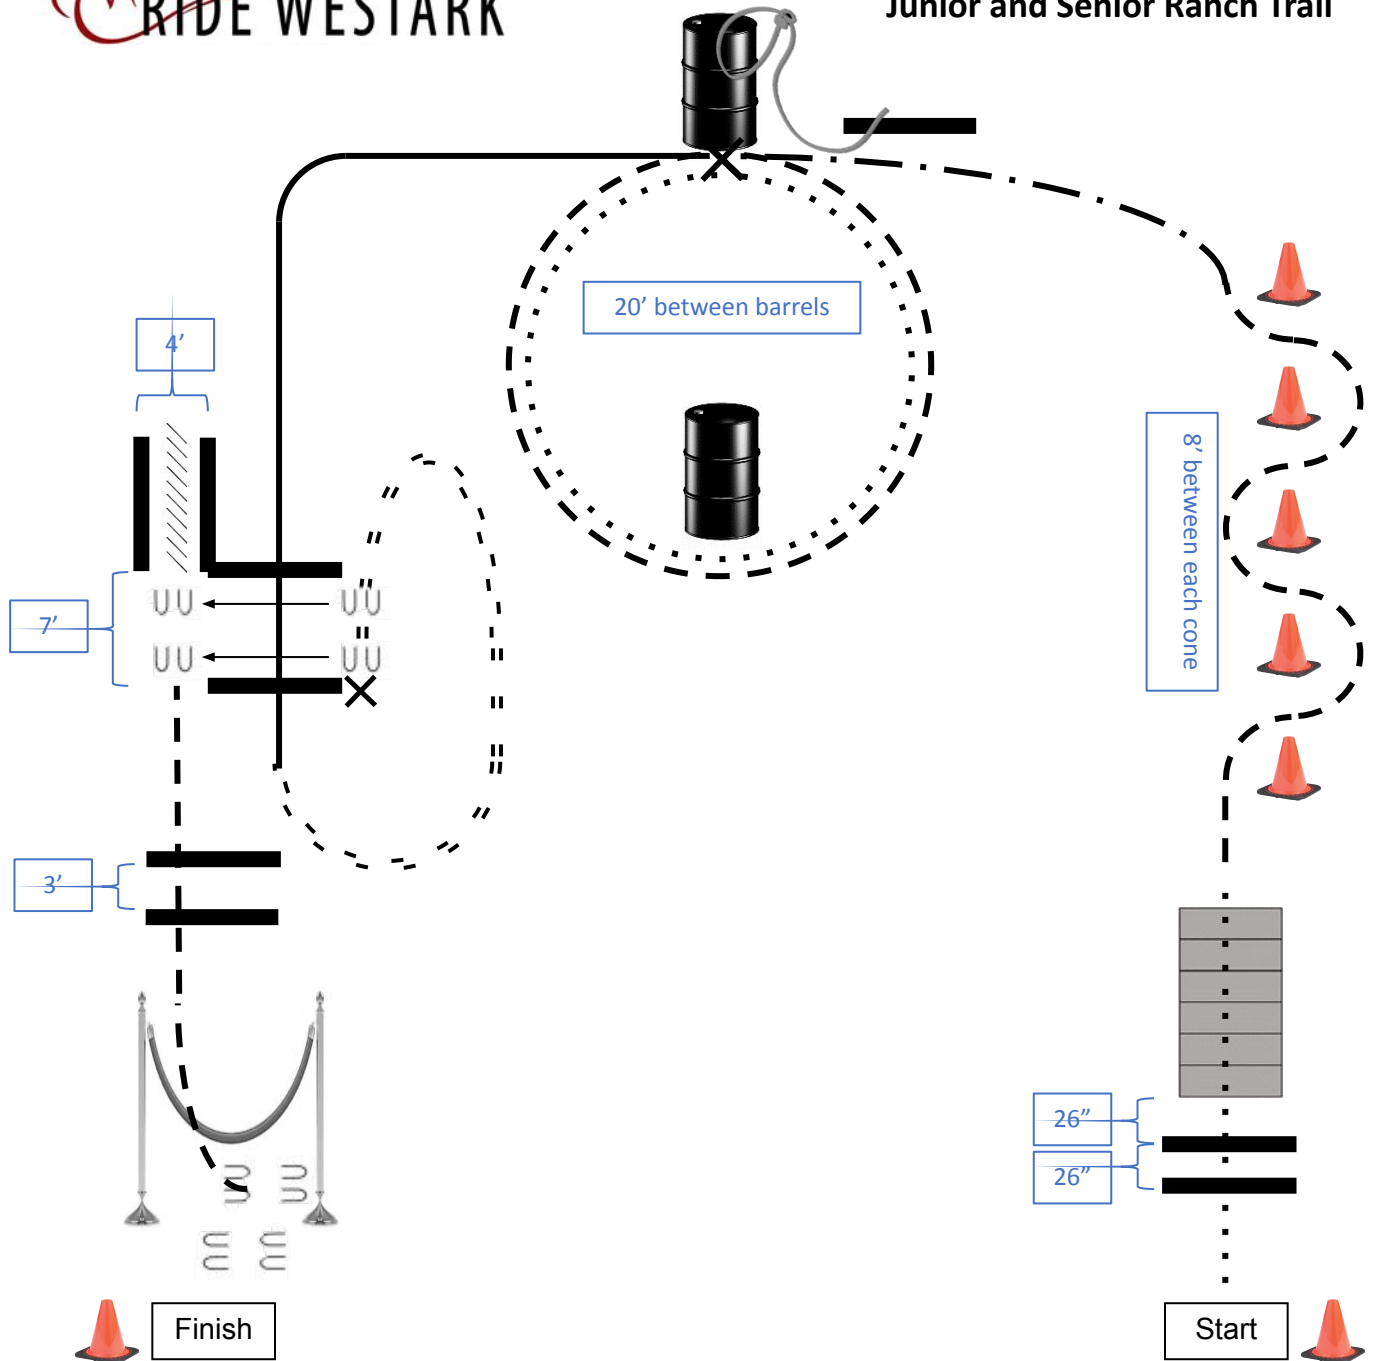 RIDE WESTARK
Junior and Senior Ranch Trail
20’ between barrels
4’
8’ between each cone
7’
3’
26”
26”
Finish
Start